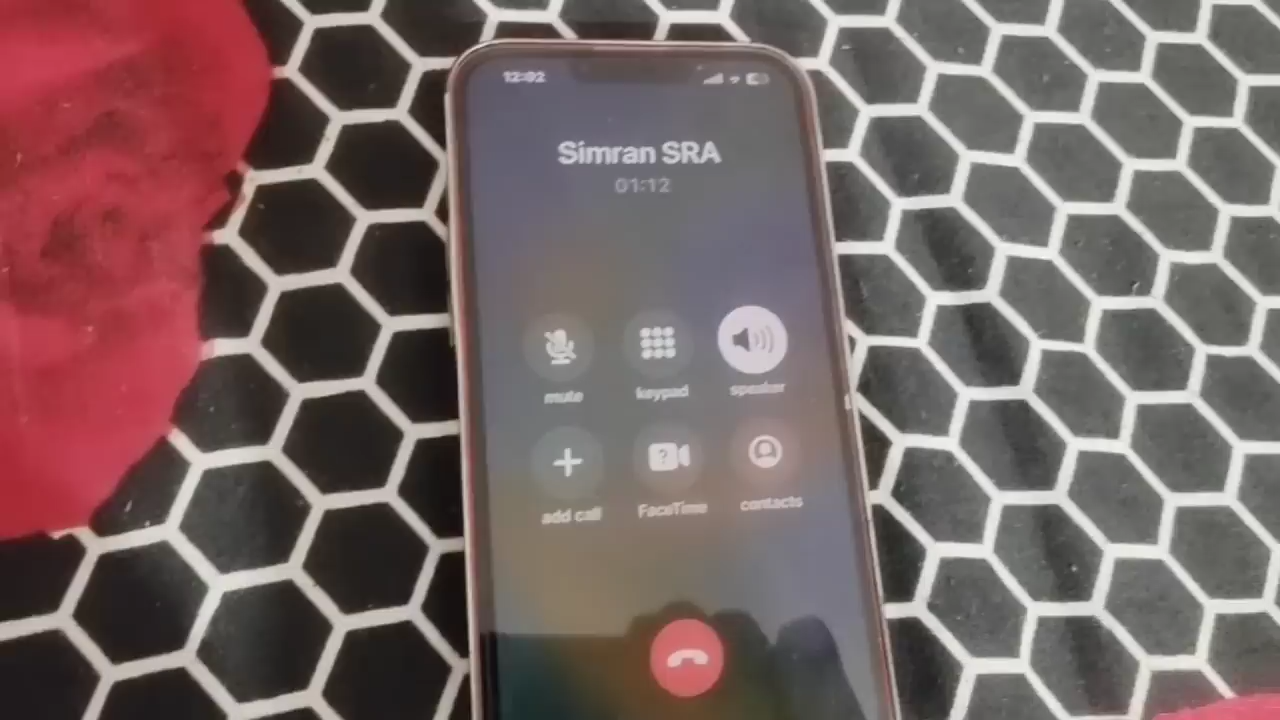 12:02
Simran SRA
01:12
mute keypad speaker
add call FaceTime contacts